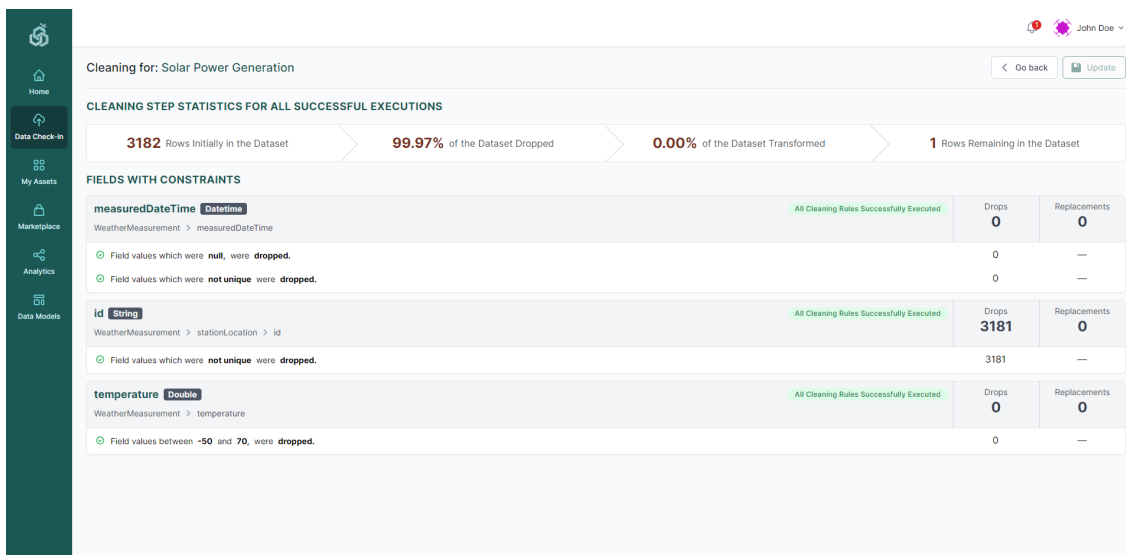 1
John Doe
Home
Data Check-in
My Assets
Marketplace
Analytics
Data Models
Cleaning for: Solar Power Generation
Go back
Update
CLEANING STEP STATISTICS FOR ALL SUCCESSFUL EXECUTIONS
3182 Rows Initially in the Dataset
99.97% of the Dataset Dropped
0.00% of the Dataset Transformed
1 Rows Remaining in the Dataset
FIELDS WITH CONSTRAINTS
measuredDateTime Datetime
WeatherMeasurement > measuredDateTime
All Cleaning Rules Successfully Executed
Drops
0
Replacements
0
Field values which were null, were dropped. 0 —
Field values which were not unique were dropped. 0 —
id String
WeatherMeasurement > stationLocation > id
All Cleaning Rules Successfully Executed
Drops
3181
Replacements
0
Field values which were not unique were dropped. 3181 —
temperature Double
WeatherMeasurement > temperature
All Cleaning Rules Successfully Executed
Drops
0
Replacements
0
Field values between -50 and 70, were dropped. 0 —